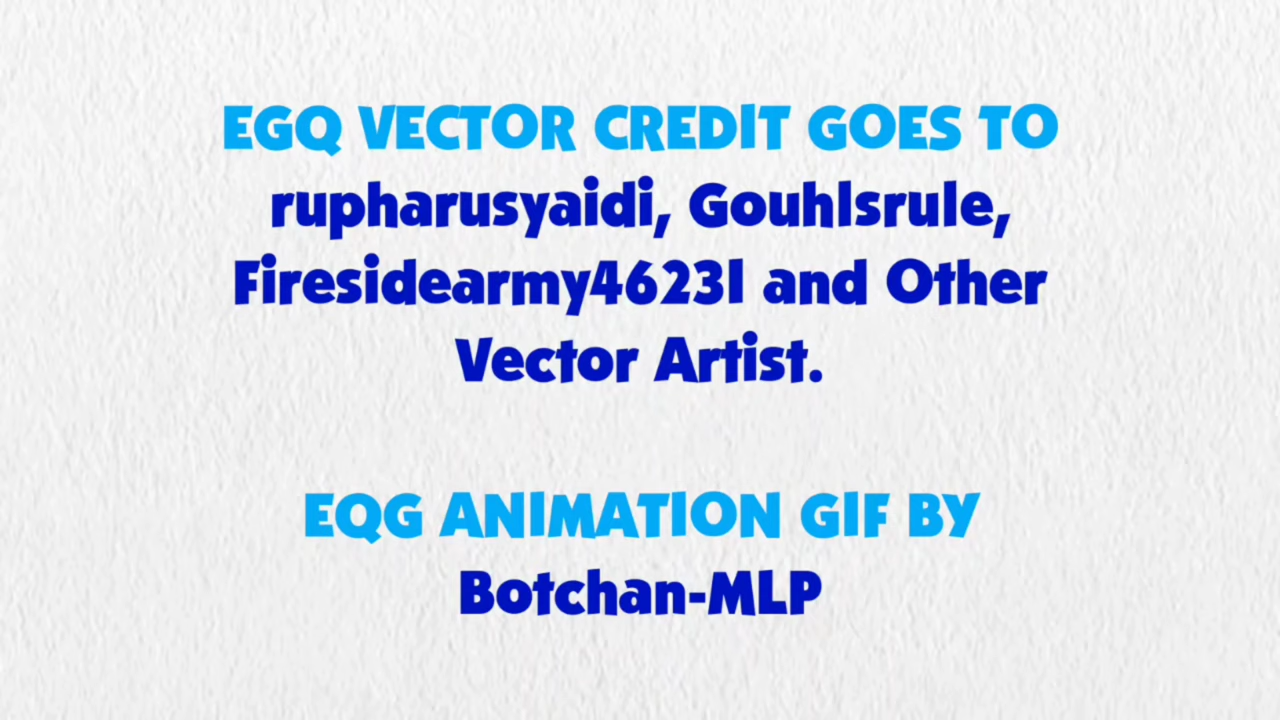 EGQ VECTOR CREDIT GOES TO
rupharusyaidi, Gouhlsrule,
Firesidearmy46231 and Other
Vector Artist.
EQG ANIMATION GIF BY
Botchan-MLP